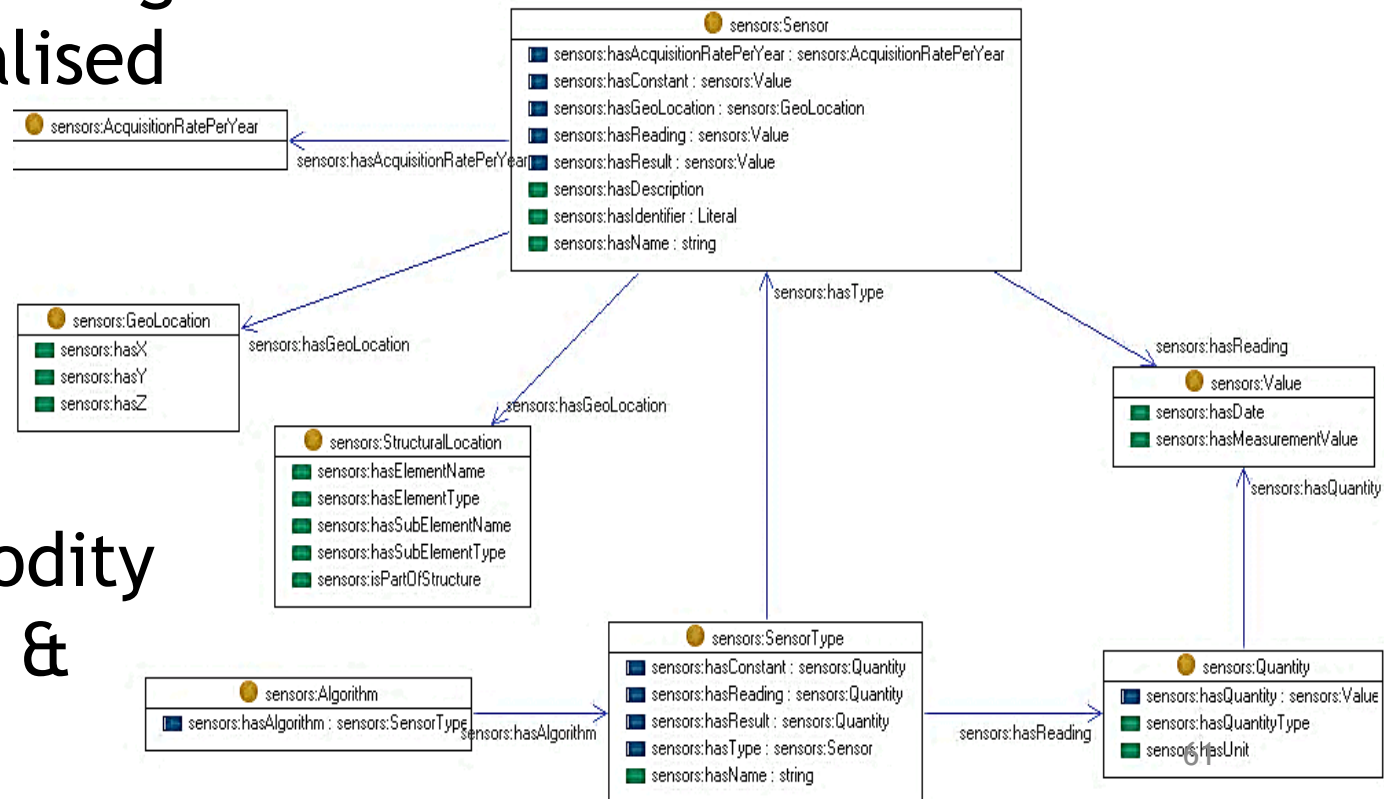 alised
sensors:Sensor
sensors:hasAcquisitionRatePerYear : sensors:AcquisitionRatePerYear
sensors:hasConstant : sensors:Value
sensors:hasGeoLocation : sensors:GeoLocation
sensors:hasReading : sensors:Value
sensors:hasResult : sensors:Value
sensors:hasDescription
sensors:hasIdentifier : Literal
sensors:hasName : string
sensors:AcquisitionRatePerYear
sensors:hasAcquisitionRatePerYear
sensors:GeoLocation
sensors:hasX
sensors:hasY
sensors:hasZ
sensors:hasGeoLocation
sensors:hasType
sensors:hasReading
sensors:Value
sensors:hasDate
sensors:hasMeasurementValue
sensors:hasGeoLocation
sensors:StructuralLocation
sensors:hasElementName
sensors:hasElementType
sensors:hasSubElementName
sensors:hasSubElementType
sensors:isPartOfStructure
sensors:hasQuantity
odity
&
sensors:Algorithm
sensors:hasAlgorithm : sensors:SensorType
sensors:hasAlgorithm
sensors:SensorType
sensors:hasConstant : sensors:Quantity
sensors:hasReading : sensors:Quantity
sensors:hasResult : sensors:Quantity
sensors:hasType : sensors:Sensor
sensors:hasName : string
sensors:hasReading
sensors:Quantity
sensors:hasQuantity : sensors:Value
sensors:hasQuantityType
sensors:hasUnit
61